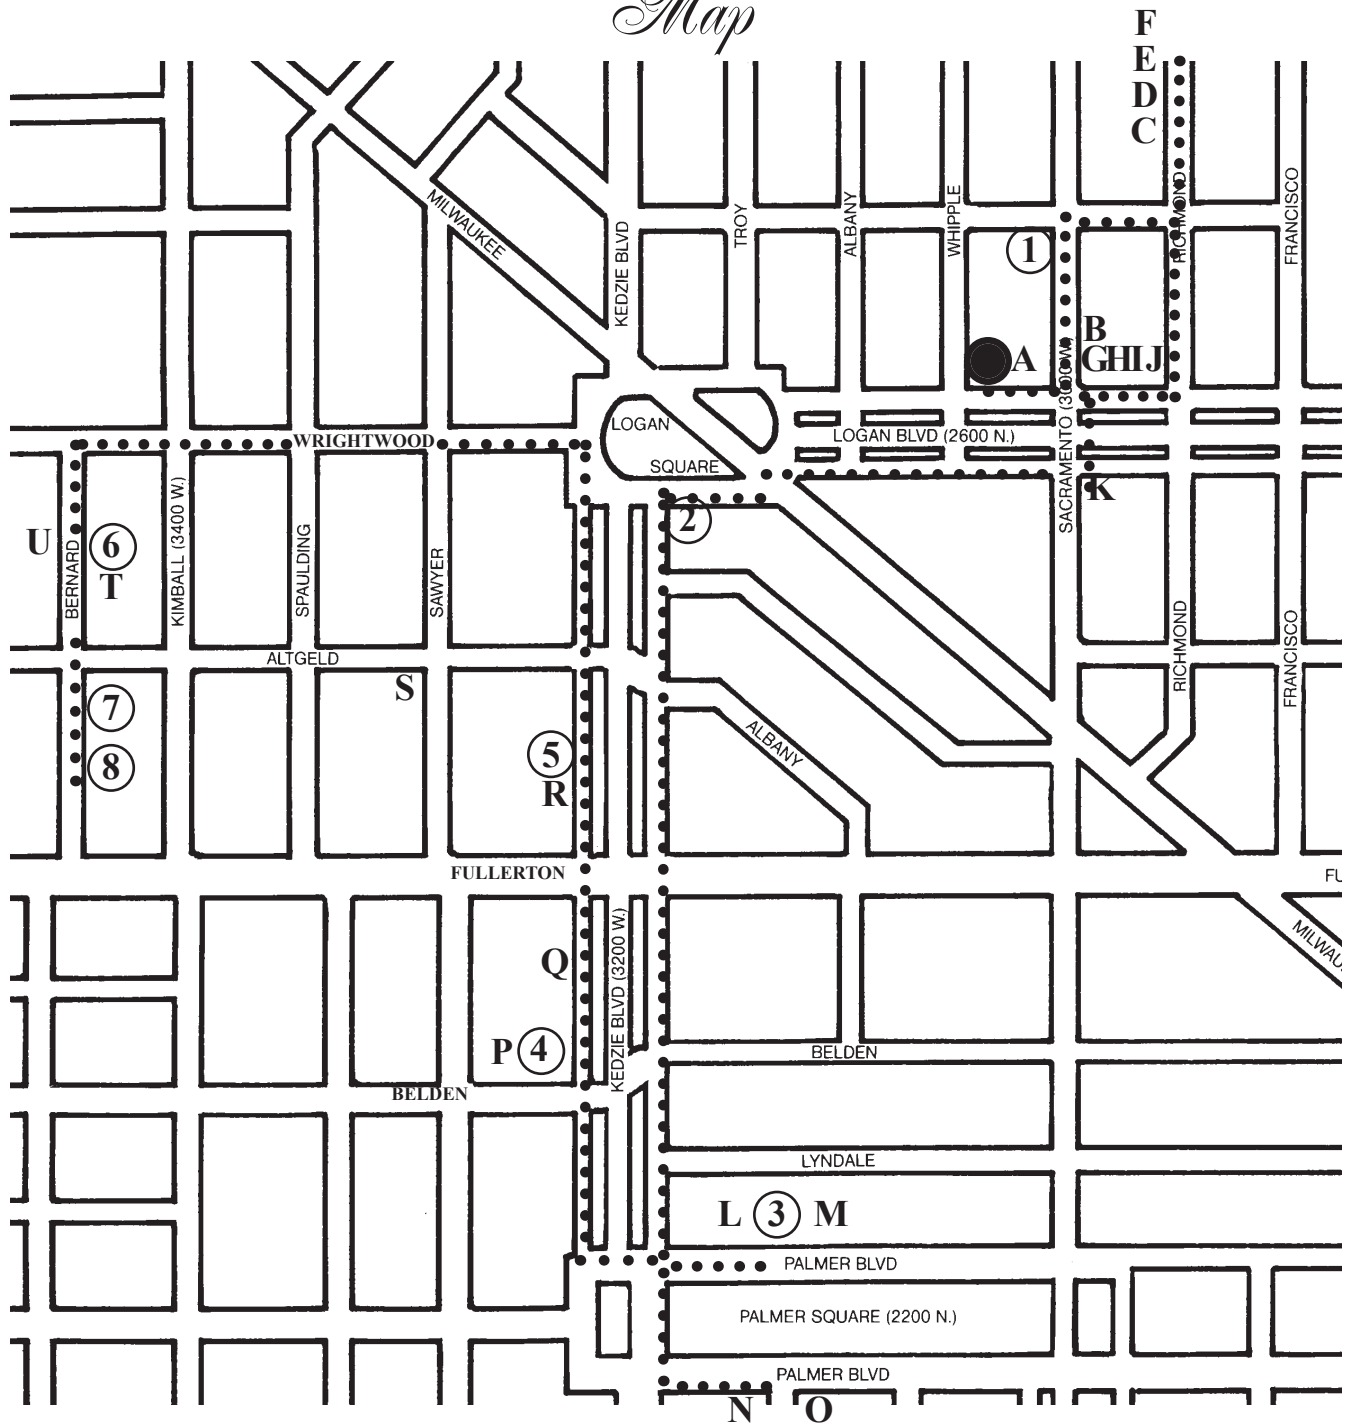 Map
F
E
D
C
MILWAUKEE
KEDZIE BLVD
TROY
ALBANY
WHIPPLE
1
RICHMOND
FRANCISCO
B
A
GHIJ
SACRAMENTO (3000 W.)
LOGAN
SQUARE
WRIGHTWOOD
LOGAN BLVD (2600 N.)
K
2
U
6
T
BERNARD
KIMBALL (3400 W.)
SPAULDING
SAWYER
ALTGELD
S
RICHMOND
FRANCISCO
7
8
5
R
ALBANY
FULLERTON
FU
MILWAU
Q
KEDZIE BLVD (3200 W.)
P 4
BELDEN
BELDEN
LYNDALE
L 3 M
PALMER BLVD
PALMER SQUARE (2200 N.)
PALMER BLVD
N O